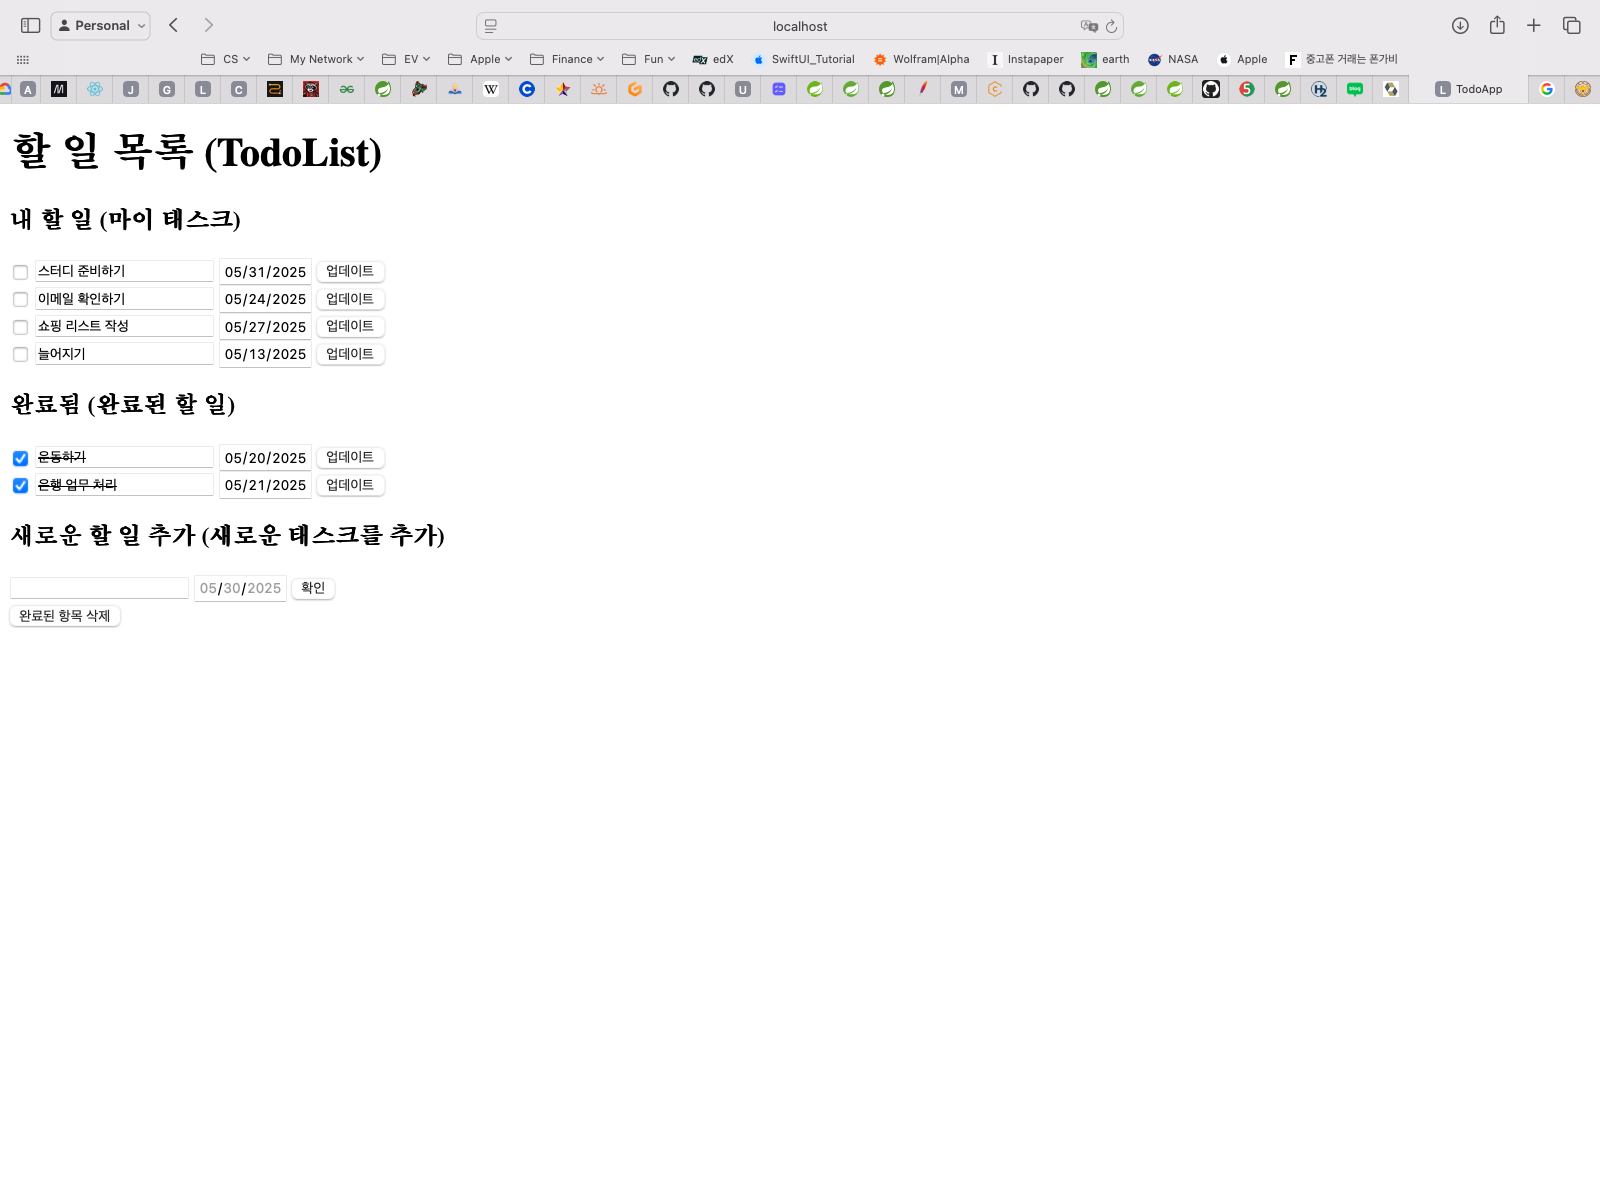 Personal
localhost
CS
My Network
EV
Apple
Finance
Fun
edX
SwiftUI_Tutorial
Wolfram|Alpha
I Instapaper
earth
NASA
Apple
F 중고폰 거래는 폰가비
A
M
J
G
L
C
W
C
G
U
M
5
H2
blog
L TodoApp
G
할 일 목록 (TodoList)
내 할 일 (마이 태스크)
스터디 준비하기 05/31/2025 업데이트
이메일 확인하기 05/24/2025 업데이트
쇼핑 리스트 작성 05/27/2025 업데이트
늘어지기 05/13/2025 업데이트
완료됨 (완료된 할 일)
운동하기 05/20/2025 업데이트
은행 업무 처리 05/21/2025 업데이트
새로운 할 일 추가 (새로운 태스크를 추가)
05/30/2025 확인
완료된 항목 삭제